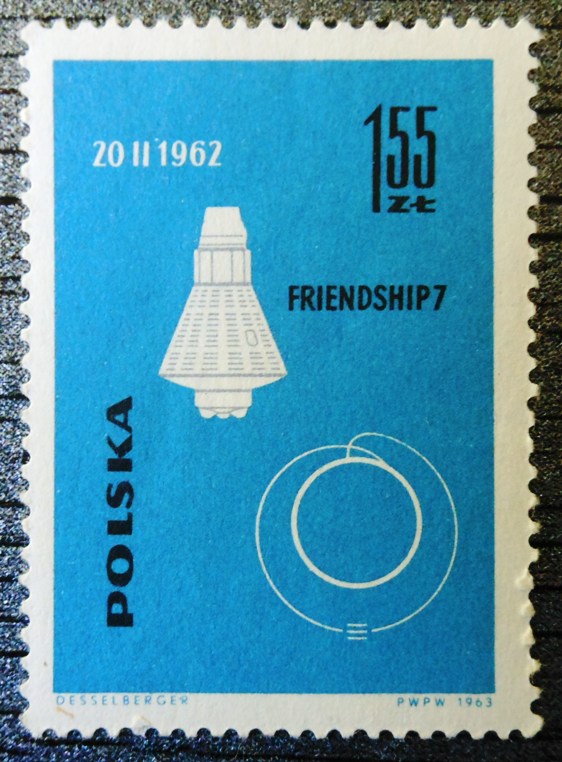 20 II 1962
1 55
ZŁ
FRIENDSHIP 7
POLSKA
DESSELBERGER
PWPW 1963